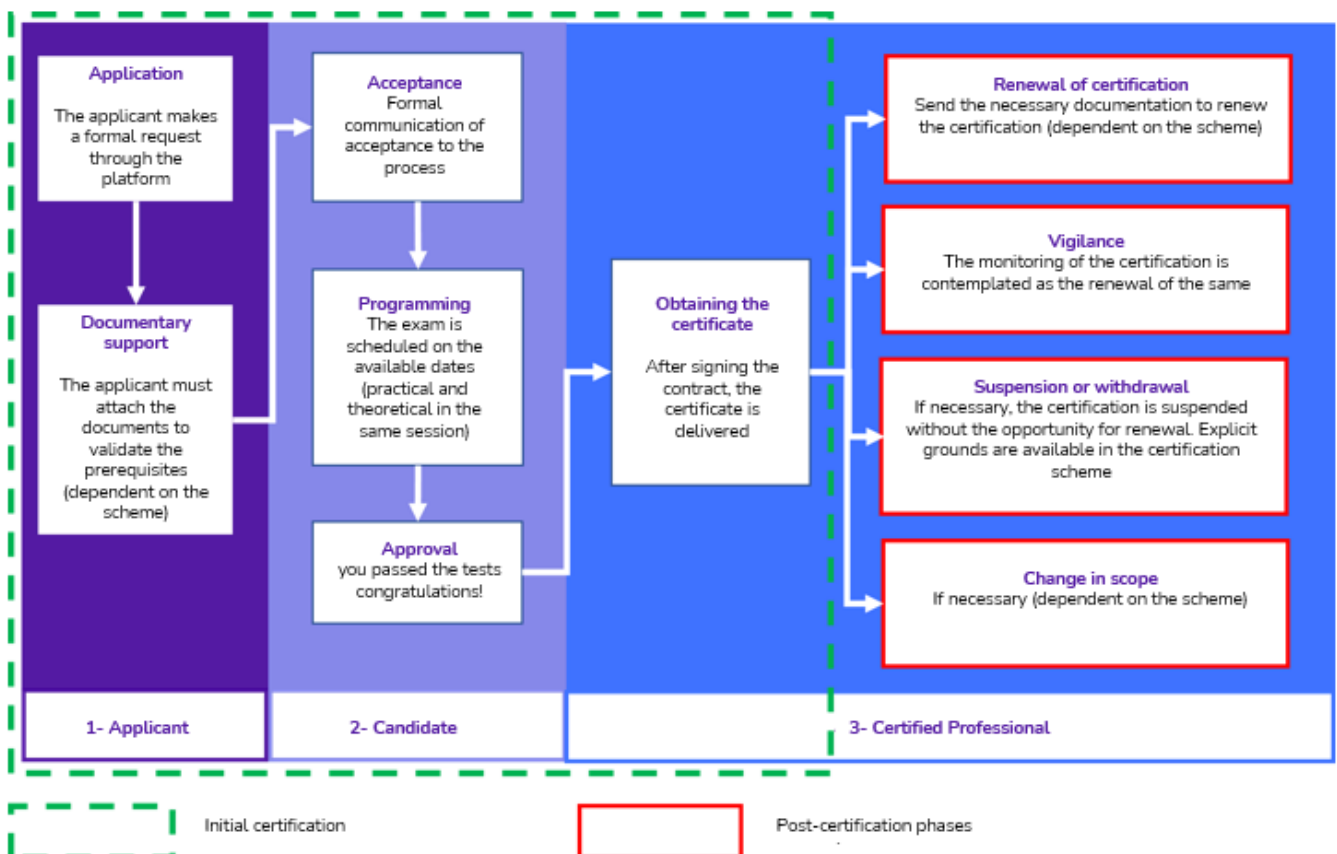 Application
The applicant makes
a formal request
through the
platform
Documentary
support
The applicant must
attach the
documents to
validate the
prerequisites
(dependent on the
scheme)
Acceptance
Formal
communication of
acceptance to the
process
Programming
The exam is
scheduled on the
available dates
(practical and
theoretical in the
same session)
Approval
you passed the tests
congratulations!
Obtaining the
certificate
After signing the
contract, the
certificate is
delivered
Renewal of certification
Send the necessary documentation to renew
the certification (dependent on the scheme)
Vigilance
The monitoring of the certification is
contemplated as the renewal of the same
Suspension or withdrawal
If necessary, the certification is suspended
without the opportunity for renewal. Explicit
grounds are available in the certification
scheme
Change in scope
If necessary (dependent on the scheme)
1- Applicant
2- Candidate
3- Certified Professional
Initial certification
Post-certification phases